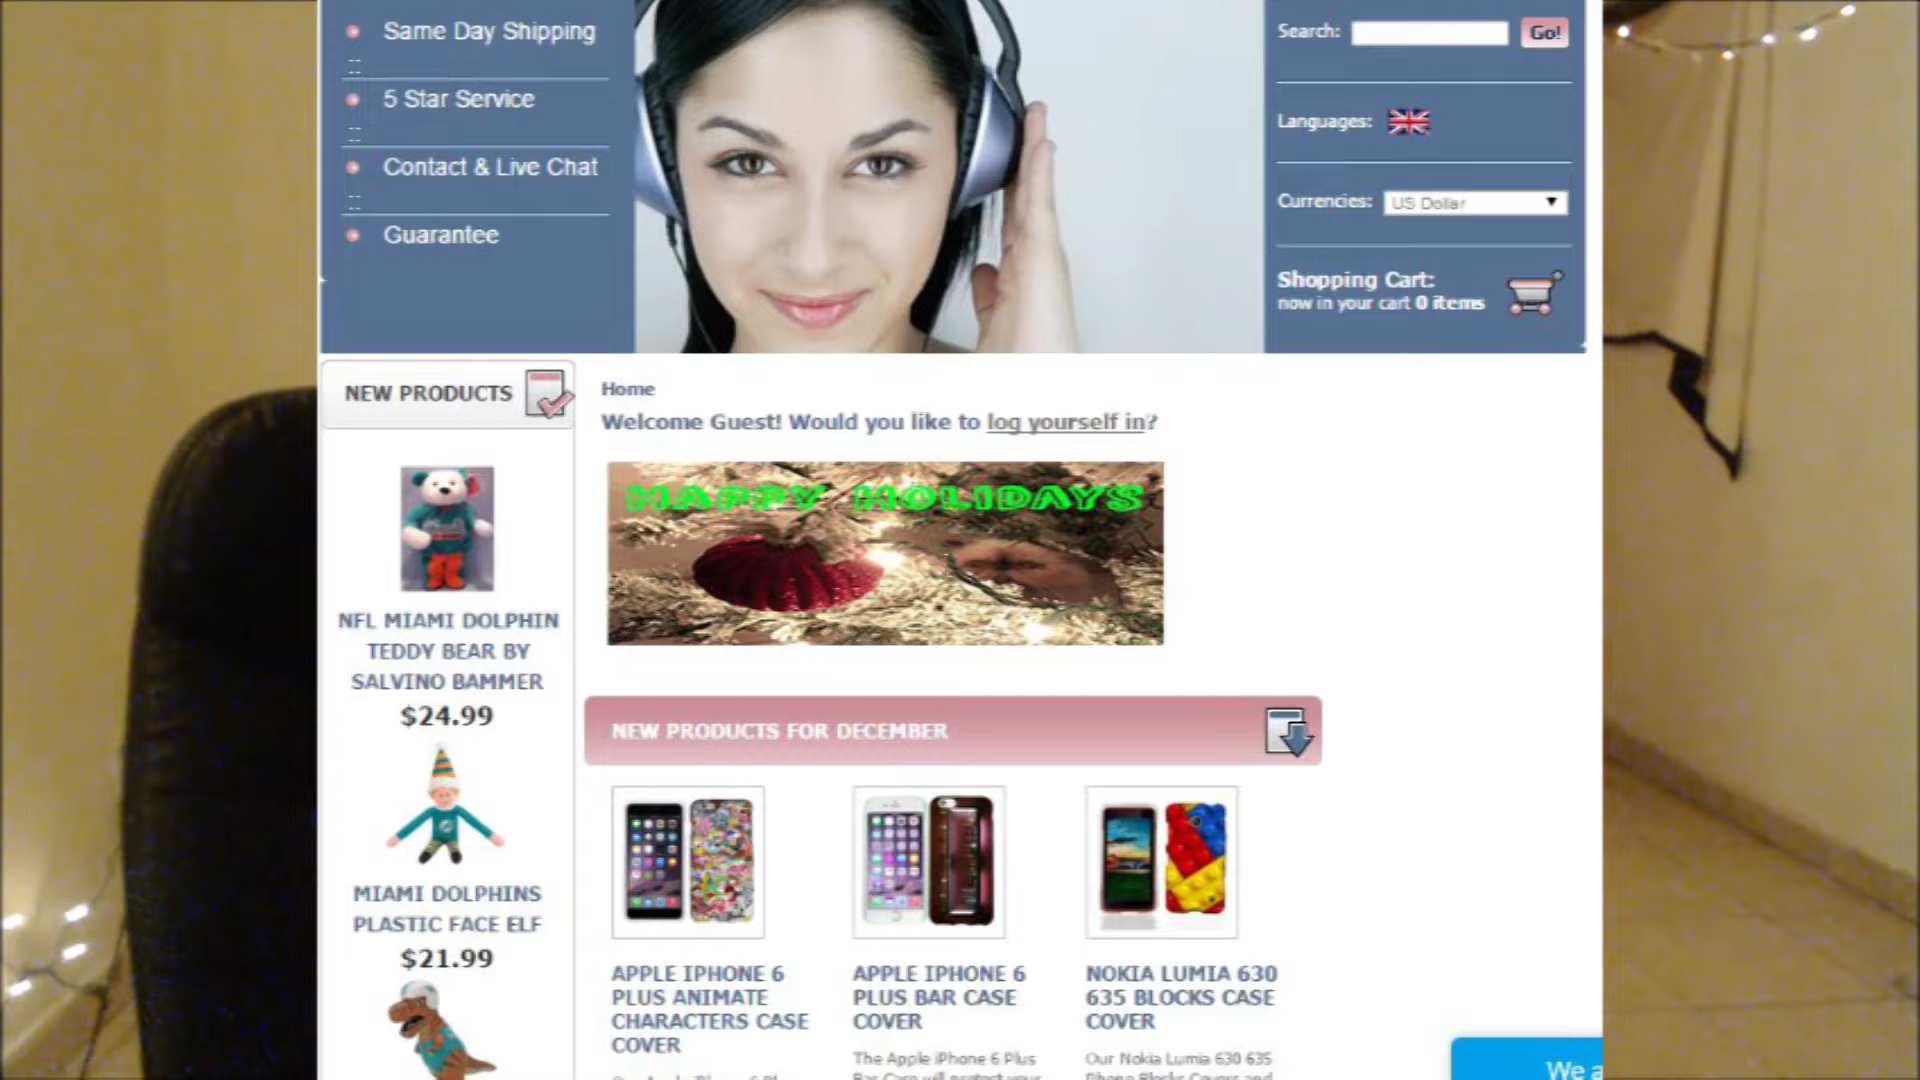 Same Day Shipping
5 Star Service
Contact & Live Chat
Guarantee
Search:
Go!
Languages:
Currencies:
US Dollar
Shopping Cart:
now in your cart 0 items
NEW PRODUCTS
NFL MIAMI DOLPHIN
TEDDY BEAR BY
SALVINO BAMMER
$24.99
MIAMI DOLPHINS
PLASTIC FACE ELF
$21.99
Home
Welcome Guest! Would you like to log yourself in?
HAPPY HOLIDAYS
NEW PRODUCTS FOR DECEMBER
APPLE IPHONE 6
PLUS ANIMATE
CHARACTERS CASE
COVER
APPLE IPHONE 6
PLUS BAR CASE
COVER
The Apple iPhone 6 Plus
NOKIA LUMIA 630
635 BLOCKS CASE
COVER
Our Nokia Lumia 630 635
We a